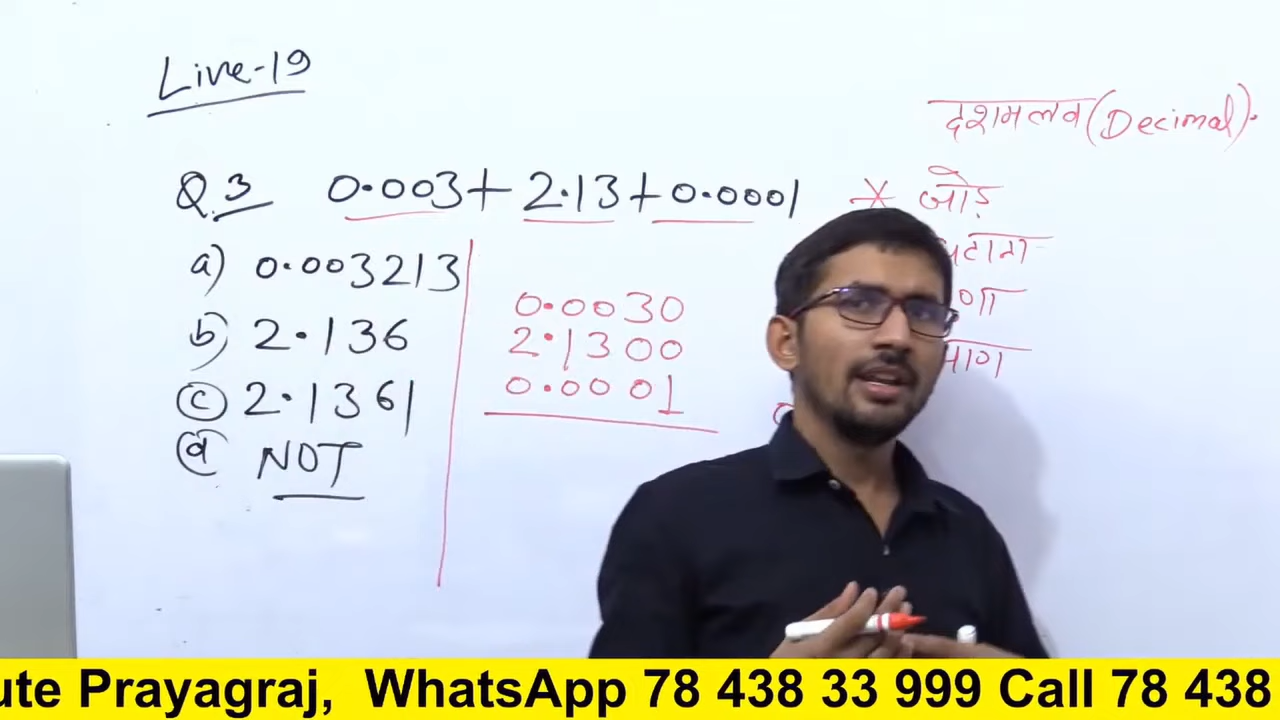 Live-19
दशमलव (Decimal).
Q.3 0.003 + 2.13 + 0.0001
* जोड़
a) 0.003213
b) 2.136
c) 2.1361
d) NOT
0.0030
2.1300
0.0001
ute Prayagraj, WhatsApp 78 438 33 999 Call 78 438